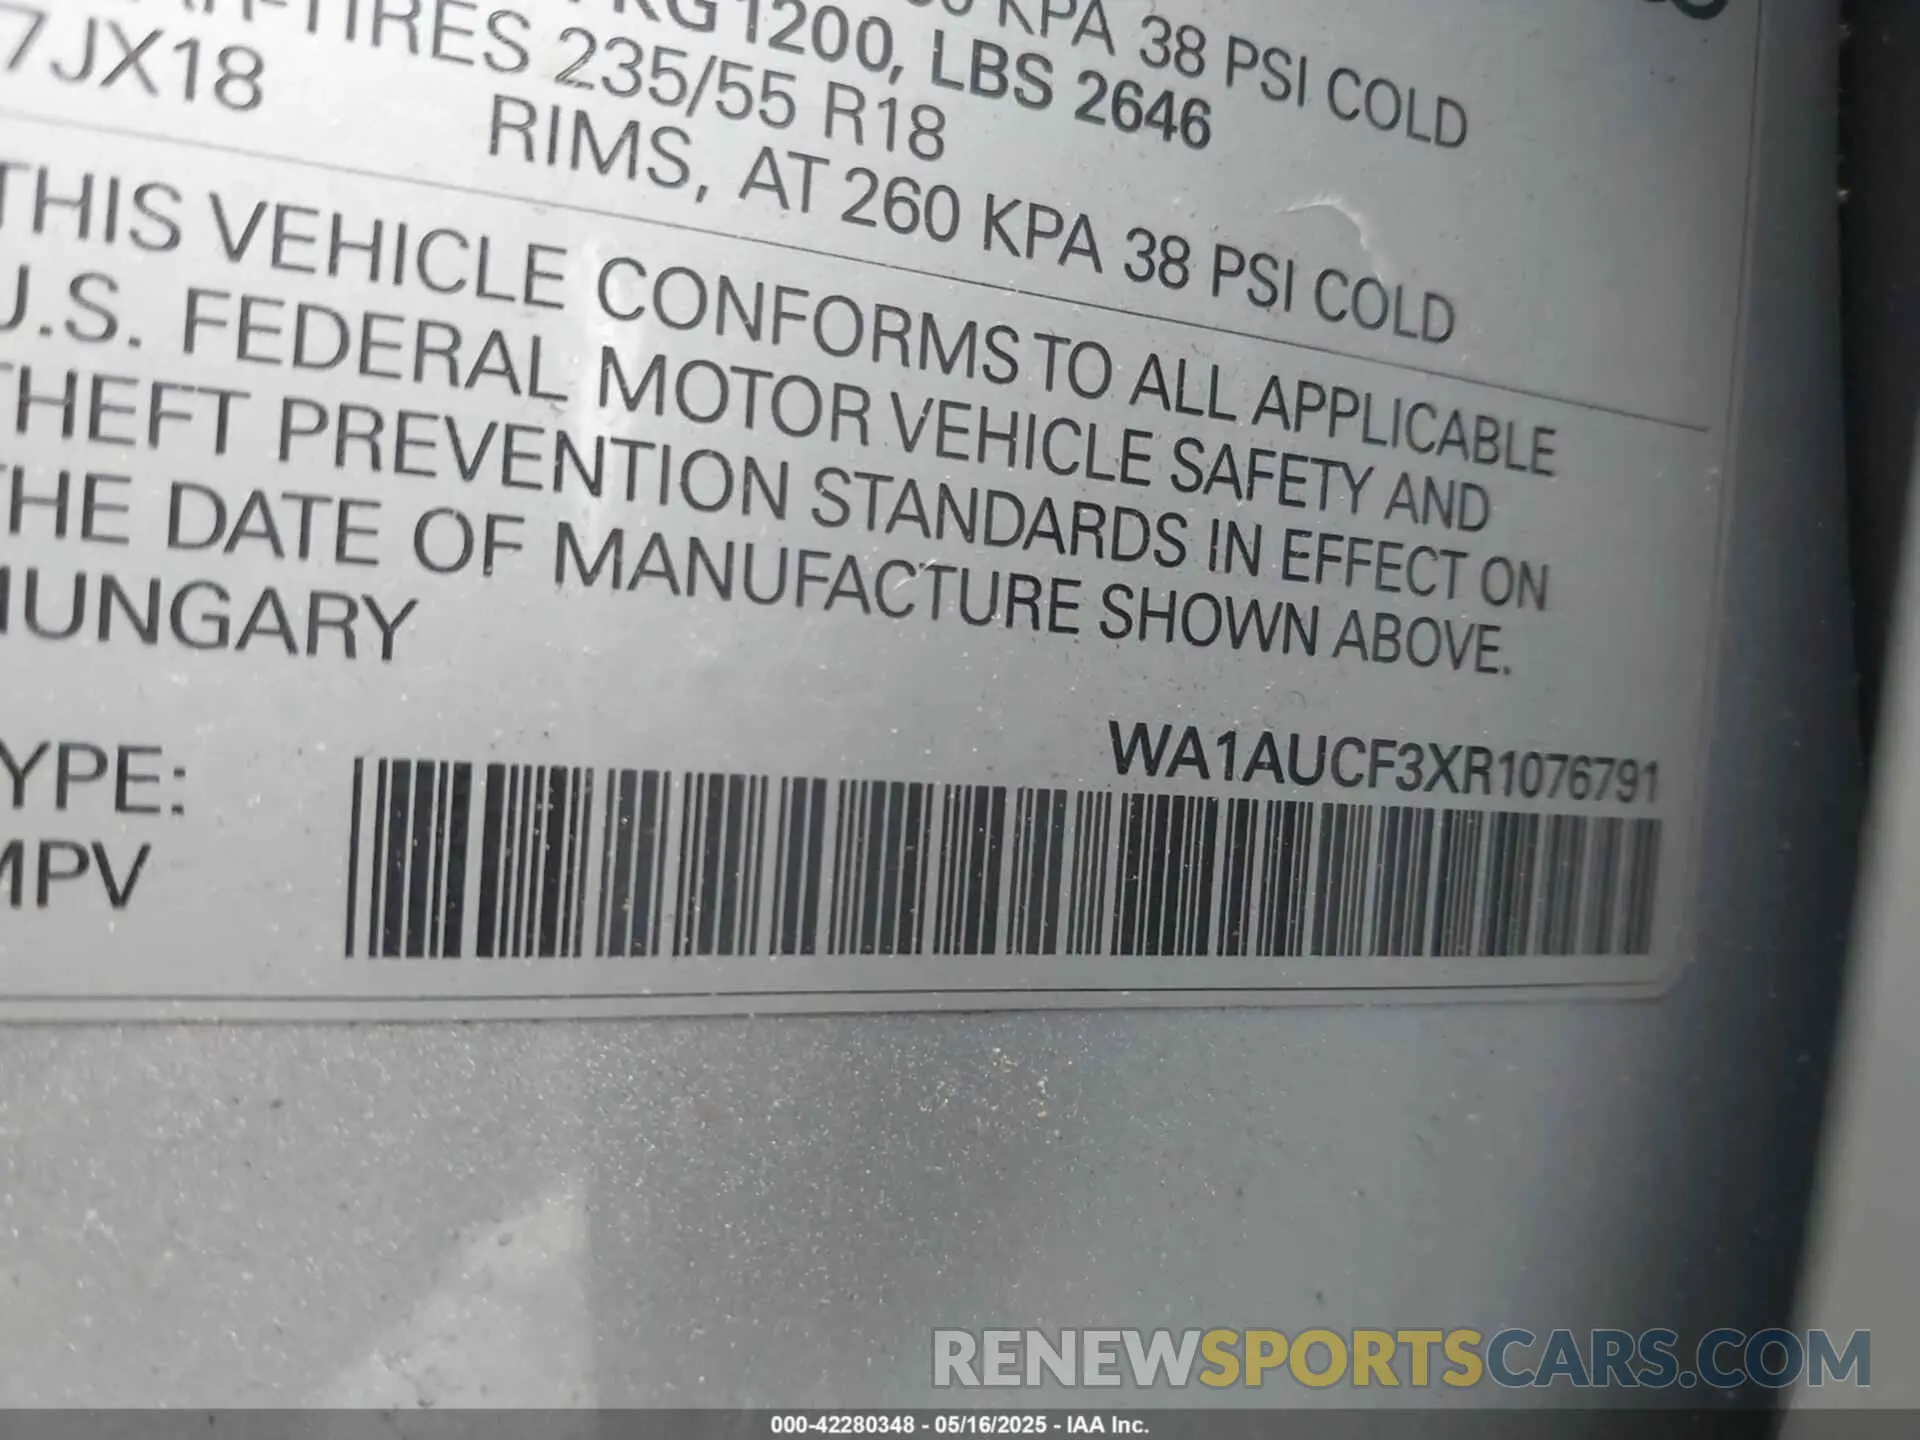 KPA 38 PSI COLD
KG 1200, LBS 2646
TIRES 235/55 R18
7JX18 RIMS, AT 260 KPA 38 PSI COLD
THIS VEHICLE CONFORMS TO ALL APPLICABLE
U.S. FEDERAL MOTOR VEHICLE SAFETY AND
THEFT PREVENTION STANDARDS IN EFFECT ON
THE DATE OF MANUFACTURE SHOWN ABOVE.
HUNGARY
YPE:
MPV
WA1AUCF3XR1076791
RENEWSPORTSCARS.COM
000-42280348 - 05/16/2025 - IAA Inc.